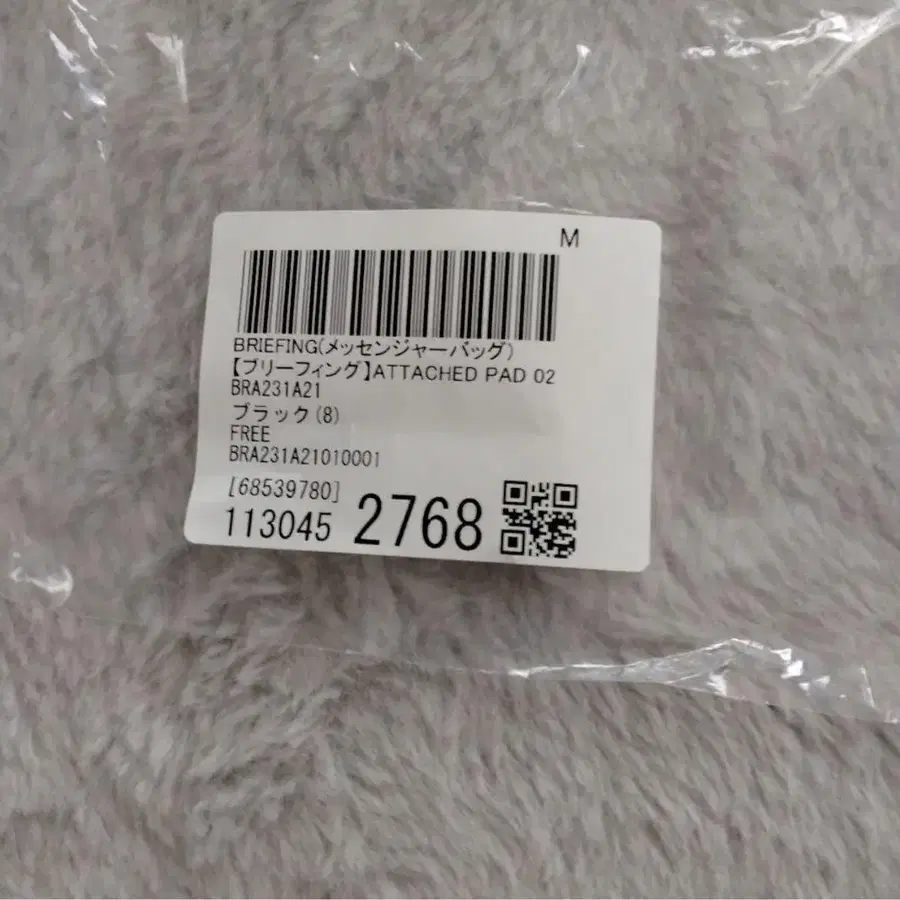 M
BRIEFING(メッセンジャーバッグ)
【ブリーフィング】ATTACHED PAD 02
BRA231A21
ブラック(8)
FREE
BRA231A21010001
[68539780]
113045 2768